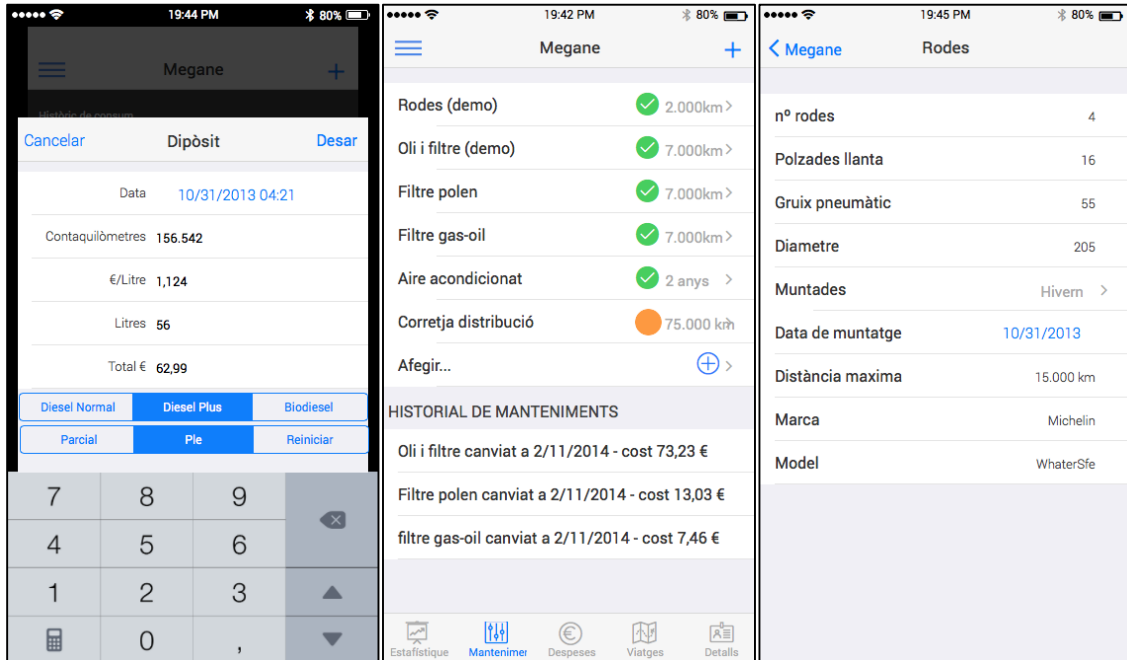 19:44 PM
80%
Megane
Històric de consum
Cancelar Dipòsit Desar
Data 10/31/2013 04:21
Contaquilòmetres 156.542
€/Litre 1,124
Litres 56
Total € 62,99
Diesel Normal Diesel Plus Biodiesel
Parcial Ple Reiniciar
7 8 9
4 5 6
1 2 3
0 ,
19:42 PM
80%
Megane
Rodes (demo) 2.000km
Oli i filtre (demo) 7.000km
Filtre polen 7.000km
Filtre gas-oil 7.000km
Aire acondicionat 2 anys
Corretja distribució 75.000 km
Afegir...
HISTORIAL DE MANTENIMENTS
Oli i filtre canviat a 2/11/2014 - cost 73,23 €
Filtre polen canviat a 2/11/2014 - cost 13,03 €
filtre gas-oil canviat a 2/11/2014 - cost 7,46 €
Estafístique Mantenimer Despeses Viatges Detalls
19:45 PM
80%
Megane Rodes
nº rodes 4
Polzades llanta 16
Gruix pneumàtic 55
Diametre 205
Muntades Hivern
Data de muntatge 10/31/2013
Distància maxima 15.000 km
Marca Michelin
Model WhaterSfe